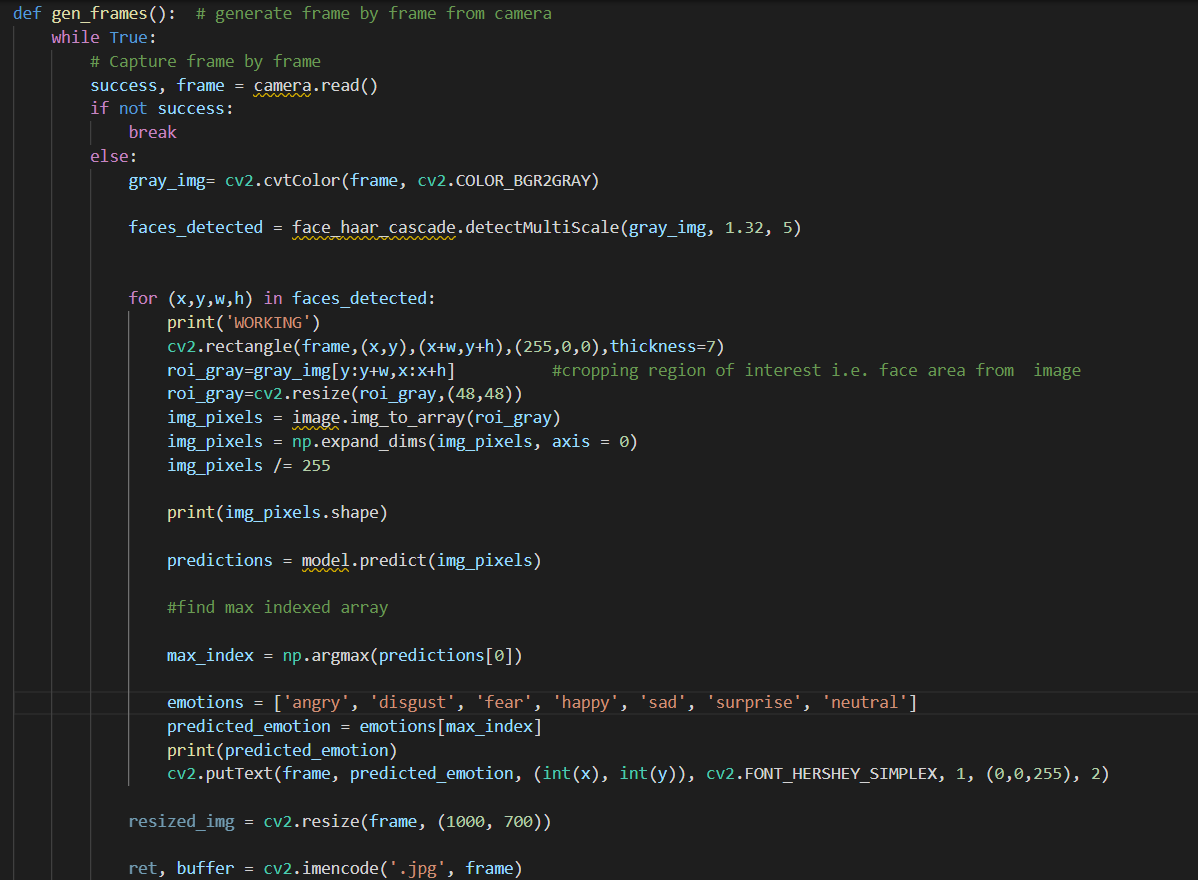 def gen_frames():  # generate frame by frame from camera
    while True:
        # Capture frame by frame
        success, frame = camera.read()
        if not success:
            break
        else:
            gray_img= cv2.cvtColor(frame, cv2.COLOR_BGR2GRAY)
            faces_detected = face_haar_cascade.detectMultiScale(gray_img, 1.32, 5)
            for (x,y,w,h) in faces_detected:
                print('WORKING')
                cv2.rectangle(frame,(x,y),(x+w,y+h),(255,0,0),thickness=7)
                roi_gray=gray_img[y:y+w,x:x+h]          #cropping region of interest i.e. face area from  image
                roi_gray=cv2.resize(roi_gray,(48,48))
                img_pixels = image.img_to_array(roi_gray)
                img_pixels = np.expand_dims(img_pixels, axis = 0)
                img_pixels /= 255
                print(img_pixels.shape)
                predictions = model.predict(img_pixels)
                #find max indexed array
                max_index = np.argmax(predictions[0])
                emotions = ['angry', 'disgust', 'fear', 'happy', 'sad', 'surprise', 'neutral']
                predicted_emotion = emotions[max_index]
                print(predicted_emotion)
                cv2.putText(frame, predicted_emotion, (int(x), int(y)), cv2.FONT_HERSHEY_SIMPLEX, 1, (0,0,255), 2)
            resized_img = cv2.resize(frame, (1000, 700))
            ret, buffer = cv2.imencode('.jpg', frame)